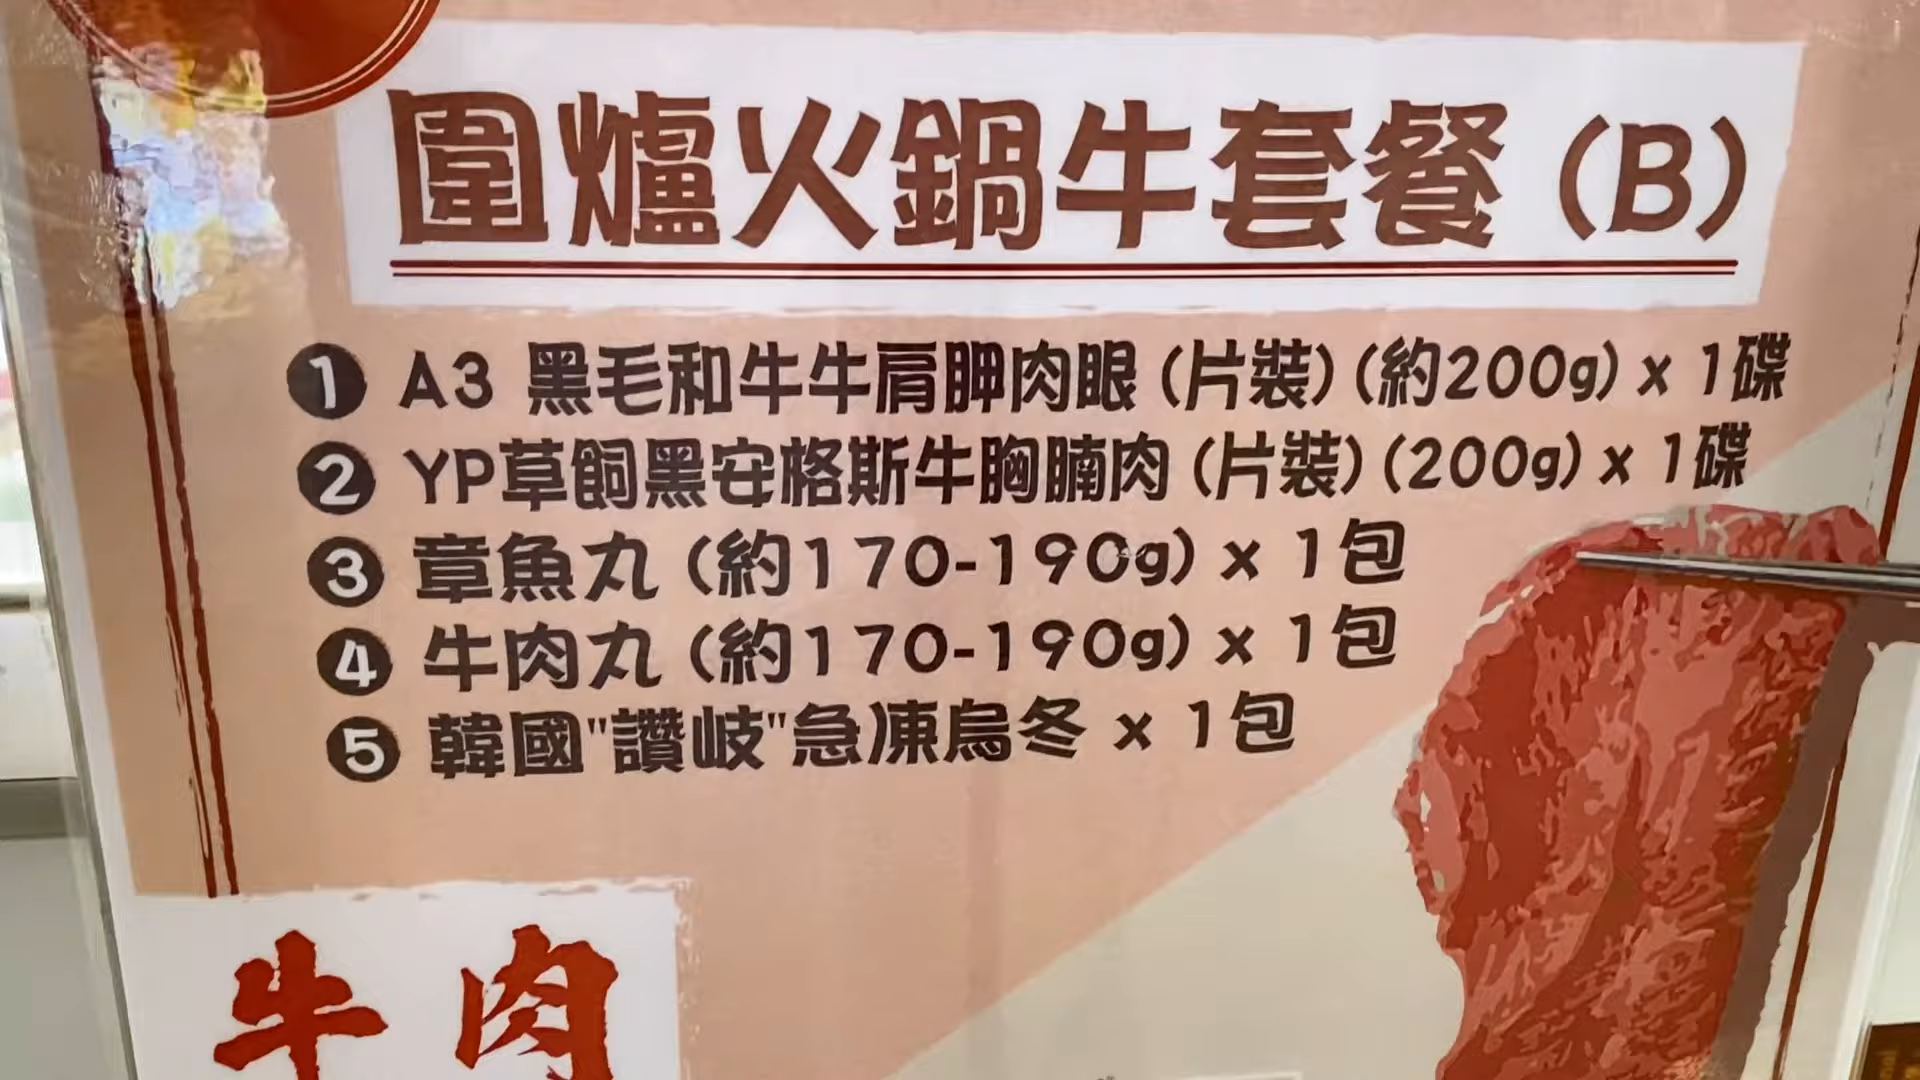 圍爐火鍋牛套餐 (B)
1 A3 黑毛和牛牛肩胛肉眼 (片裝) (約200g) x 1碟
2 YP草飼黑安格斯牛胸腩肉 (片裝) (200g) x 1碟
3 章魚丸 (約170-190g) x 1包
4 牛肉丸 (約170-190g) x 1包
5 韓國"讚岐"急凍烏冬 x 1包
牛肉